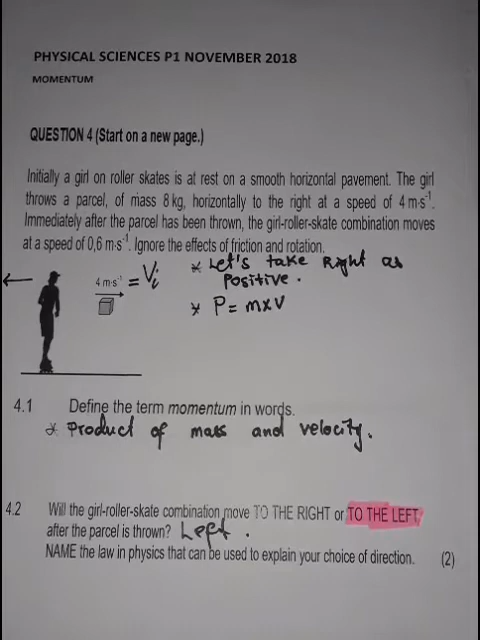 PHYSICAL SCIENCES P1 NOVEMBER 2018
MOMENTUM
QUESTION 4 (Start on a new page.)
Initially a girl on roller skates is at rest on a smooth horizontal pavement. The girl
throws a parcel, of mass 8 kg, horizontally to the right at a speed of 4 m·s⁻¹.
Immediately after the parcel has been thrown, the girl-roller-skate combination moves
at a speed of 0,6 m·s⁻¹. Ignore the effects of friction and rotation.
* Let's take Right as
Positive.
4 m·s⁻¹ = Vi
* P = m×v
4.1 Define the term momentum in words.
* Product of mass and velocity.
4.2 Will the girl-roller-skate combination move TO THE RIGHT or TO THE LEFT
after the parcel is thrown? Left.
NAME the law in physics that can be used to explain your choice of direction. (2)